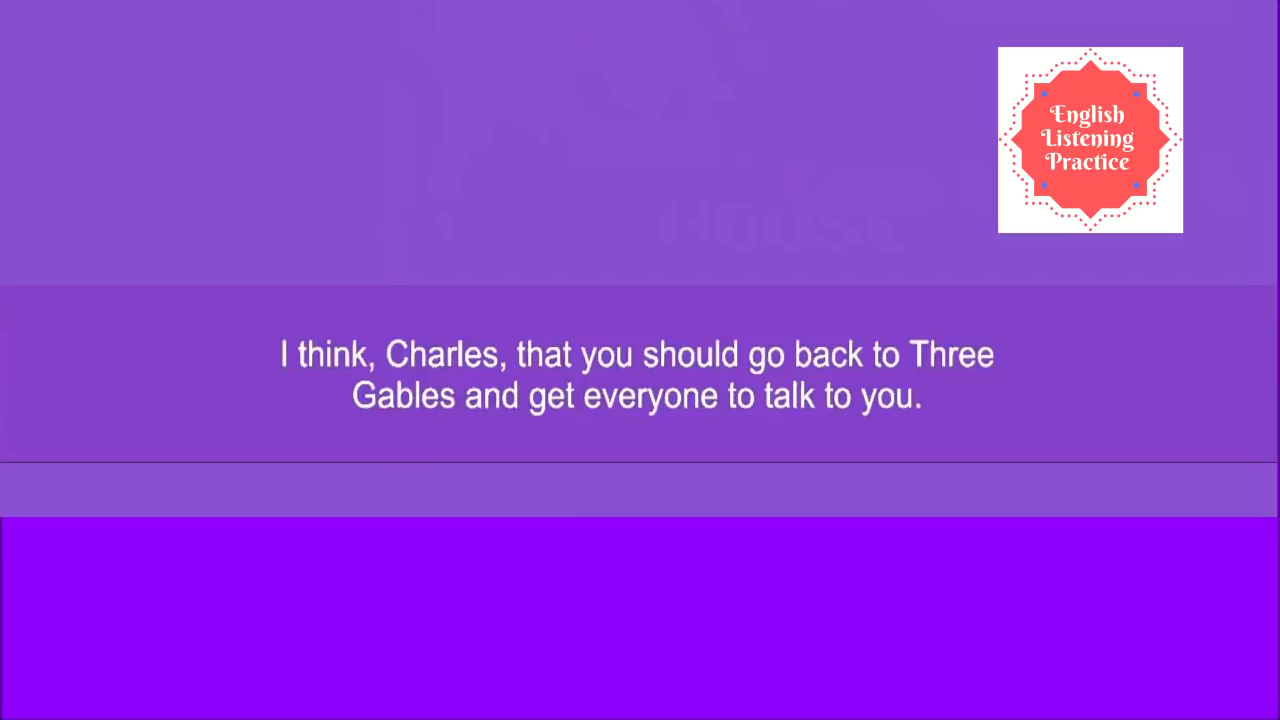 English
Listening
Practice
I think, Charles, that you should go back to Three
Gables and get everyone to talk to you.